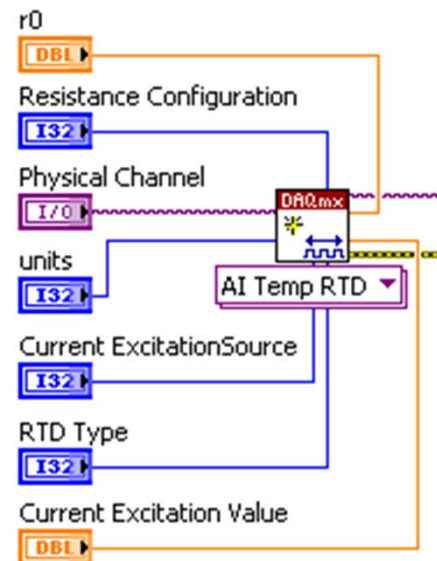 r0
DBL
Resistance Configuration
I32
Physical Channel
I/O
DAQmx
units
I32
AI Temp RTD
Current ExcitationSource
I32
RTD Type
I32
Current Excitation Value
DBL